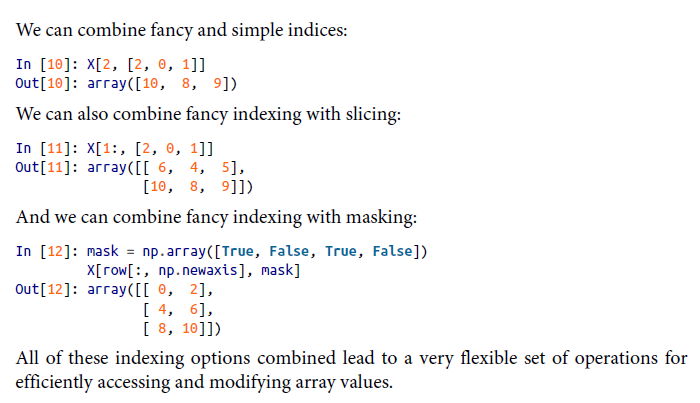 We can combine fancy and simple indices:
In [10]: X[2, [2, 0, 1]]
Out[10]: array([10,  8,  9])
We can also combine fancy indexing with slicing:
In [11]: X[1:, [2, 0, 1]]
Out[11]: array([[ 6,  4,  5],
                [10,  8,  9]])
And we can combine fancy indexing with masking:
In [12]: mask = np.array([True, False, True, False])
         X[row[:, np.newaxis], mask]
Out[12]: array([[ 0,  2],
                [ 4,  6],
                [ 8, 10]])
All of these indexing options combined lead to a very flexible set of operations for
efficiently accessing and modifying array values.